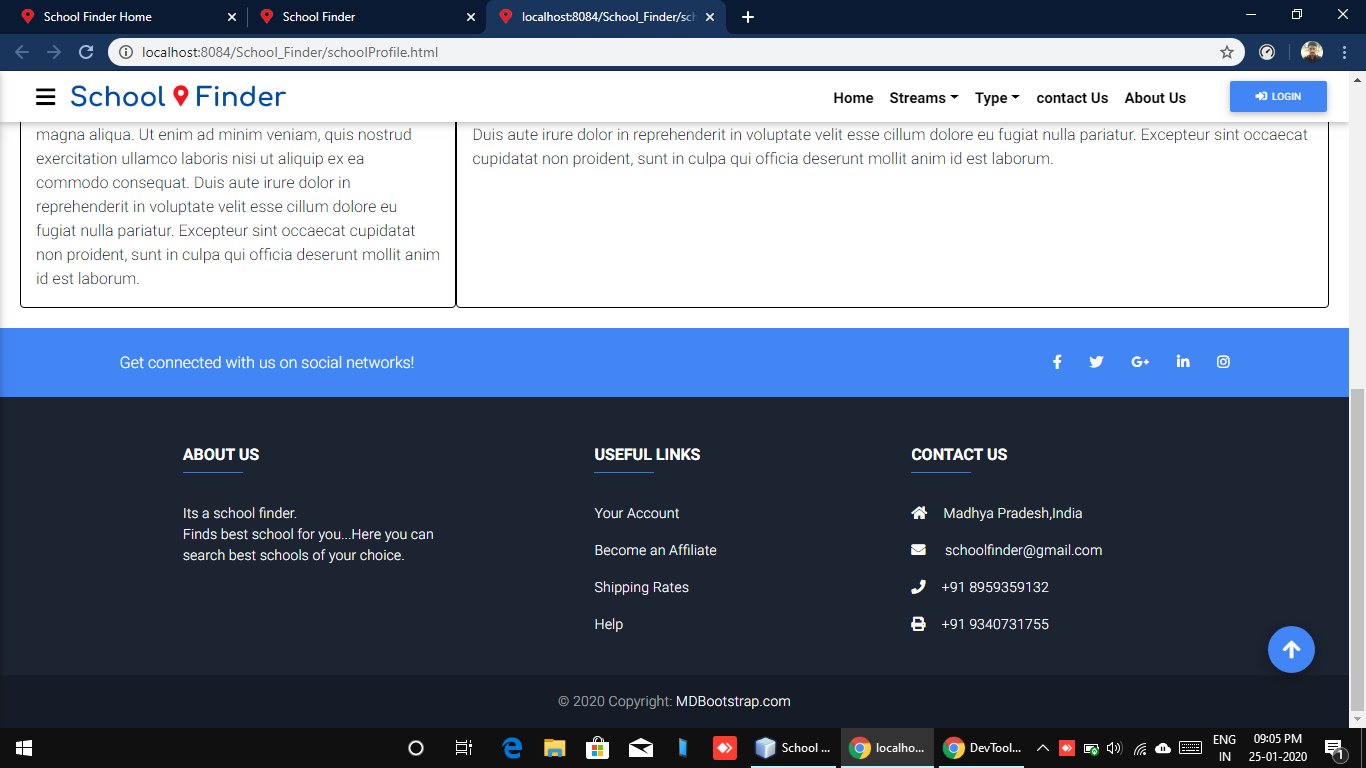 School Finder Home
School Finder
localhost:8084/School_Finder/sch
localhost:8084/School_Finder/schoolProfile.html
School Finder
Home
Streams
Type
contact Us
About Us
LOGIN
magna aliqua. Ut enim ad minim veniam, quis nostrud
exercitation ullamco laboris nisi ut aliquip ex ea
commodo consequat. Duis aute irure dolor in
reprehenderit in voluptate velit esse cillum dolore eu
fugiat nulla pariatur. Excepteur sint occaecat cupidatat
non proident, sunt in culpa qui officia deserunt mollit anim
id est laborum.
Duis aute irure dolor in reprehenderit in voluptate velit esse cillum dolore eu fugiat nulla pariatur. Excepteur sint occaecat
cupidatat non proident, sunt in culpa qui officia deserunt mollit anim id est laborum.
Get connected with us on social networks!
ABOUT US
Its a school finder.
Finds best school for you...Here you can
search best schools of your choice.
USEFUL LINKS
Your Account
Become an Affiliate
Shipping Rates
Help
CONTACT US
Madhya Pradesh,India
schoolfinder@gmail.com
+91 8959359132
+91 9340731755
© 2020 Copyright: MDBootstrap.com
School ...
localho...
DevTool...
ENG
IN
09:05 PM
25-01-2020
1